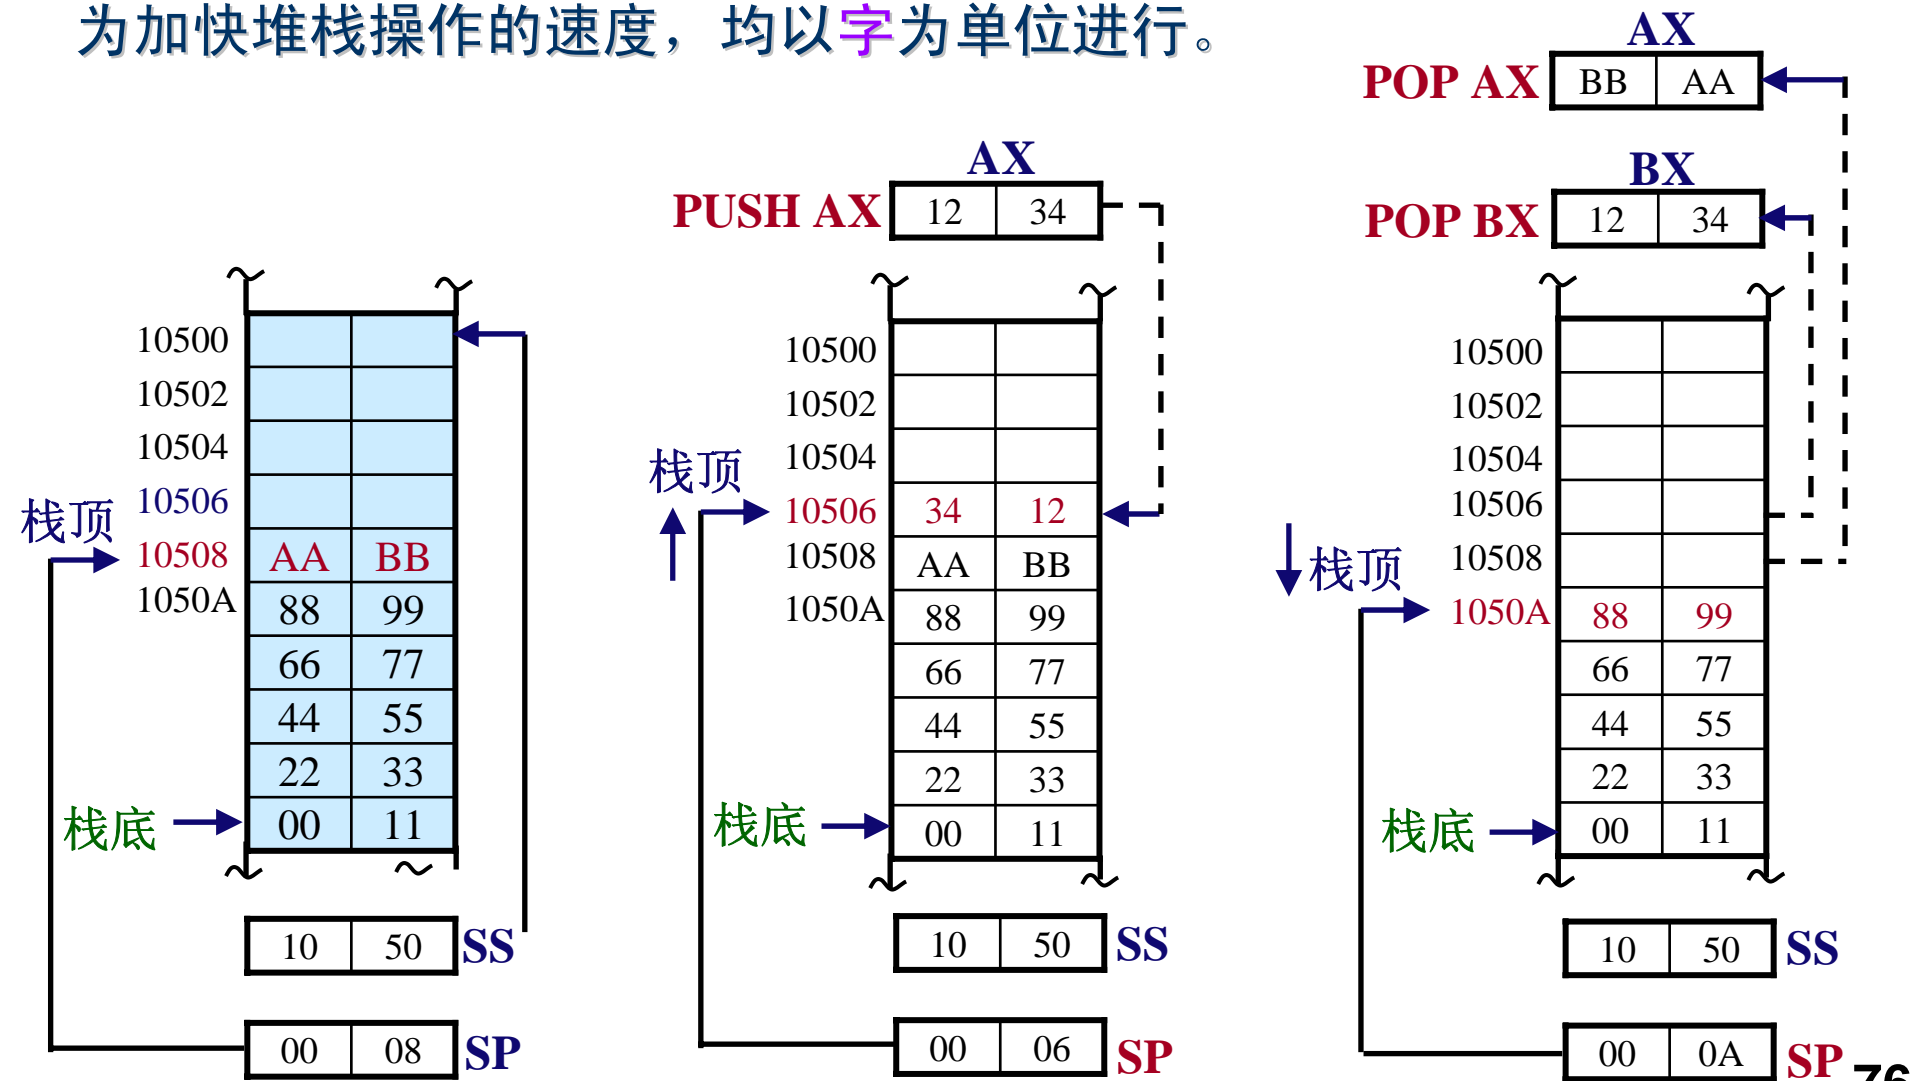 为加快堆栈操作的速度，均以字为单位进行。
AX
POP AX BB AA
BX
POP BX 12 34
AX
PUSH AX 12 34
10500
10502
10504
10506
栈顶
10508 AA BB
1050A 88 99
66 77
44 55
22 33
栈底 00 11
10 50 SS
00 08 SP
10500
10502
10504
栈顶
10506 34 12
10508 AA BB
1050A 88 99
66 77
44 55
22 33
栈底 00 11
10 50 SS
00 06 SP
10500
10502
10504
10506
10508
栈顶
1050A 88 99
66 77
44 55
22 33
栈底 00 11
10 50 SS
00 0A SP
76